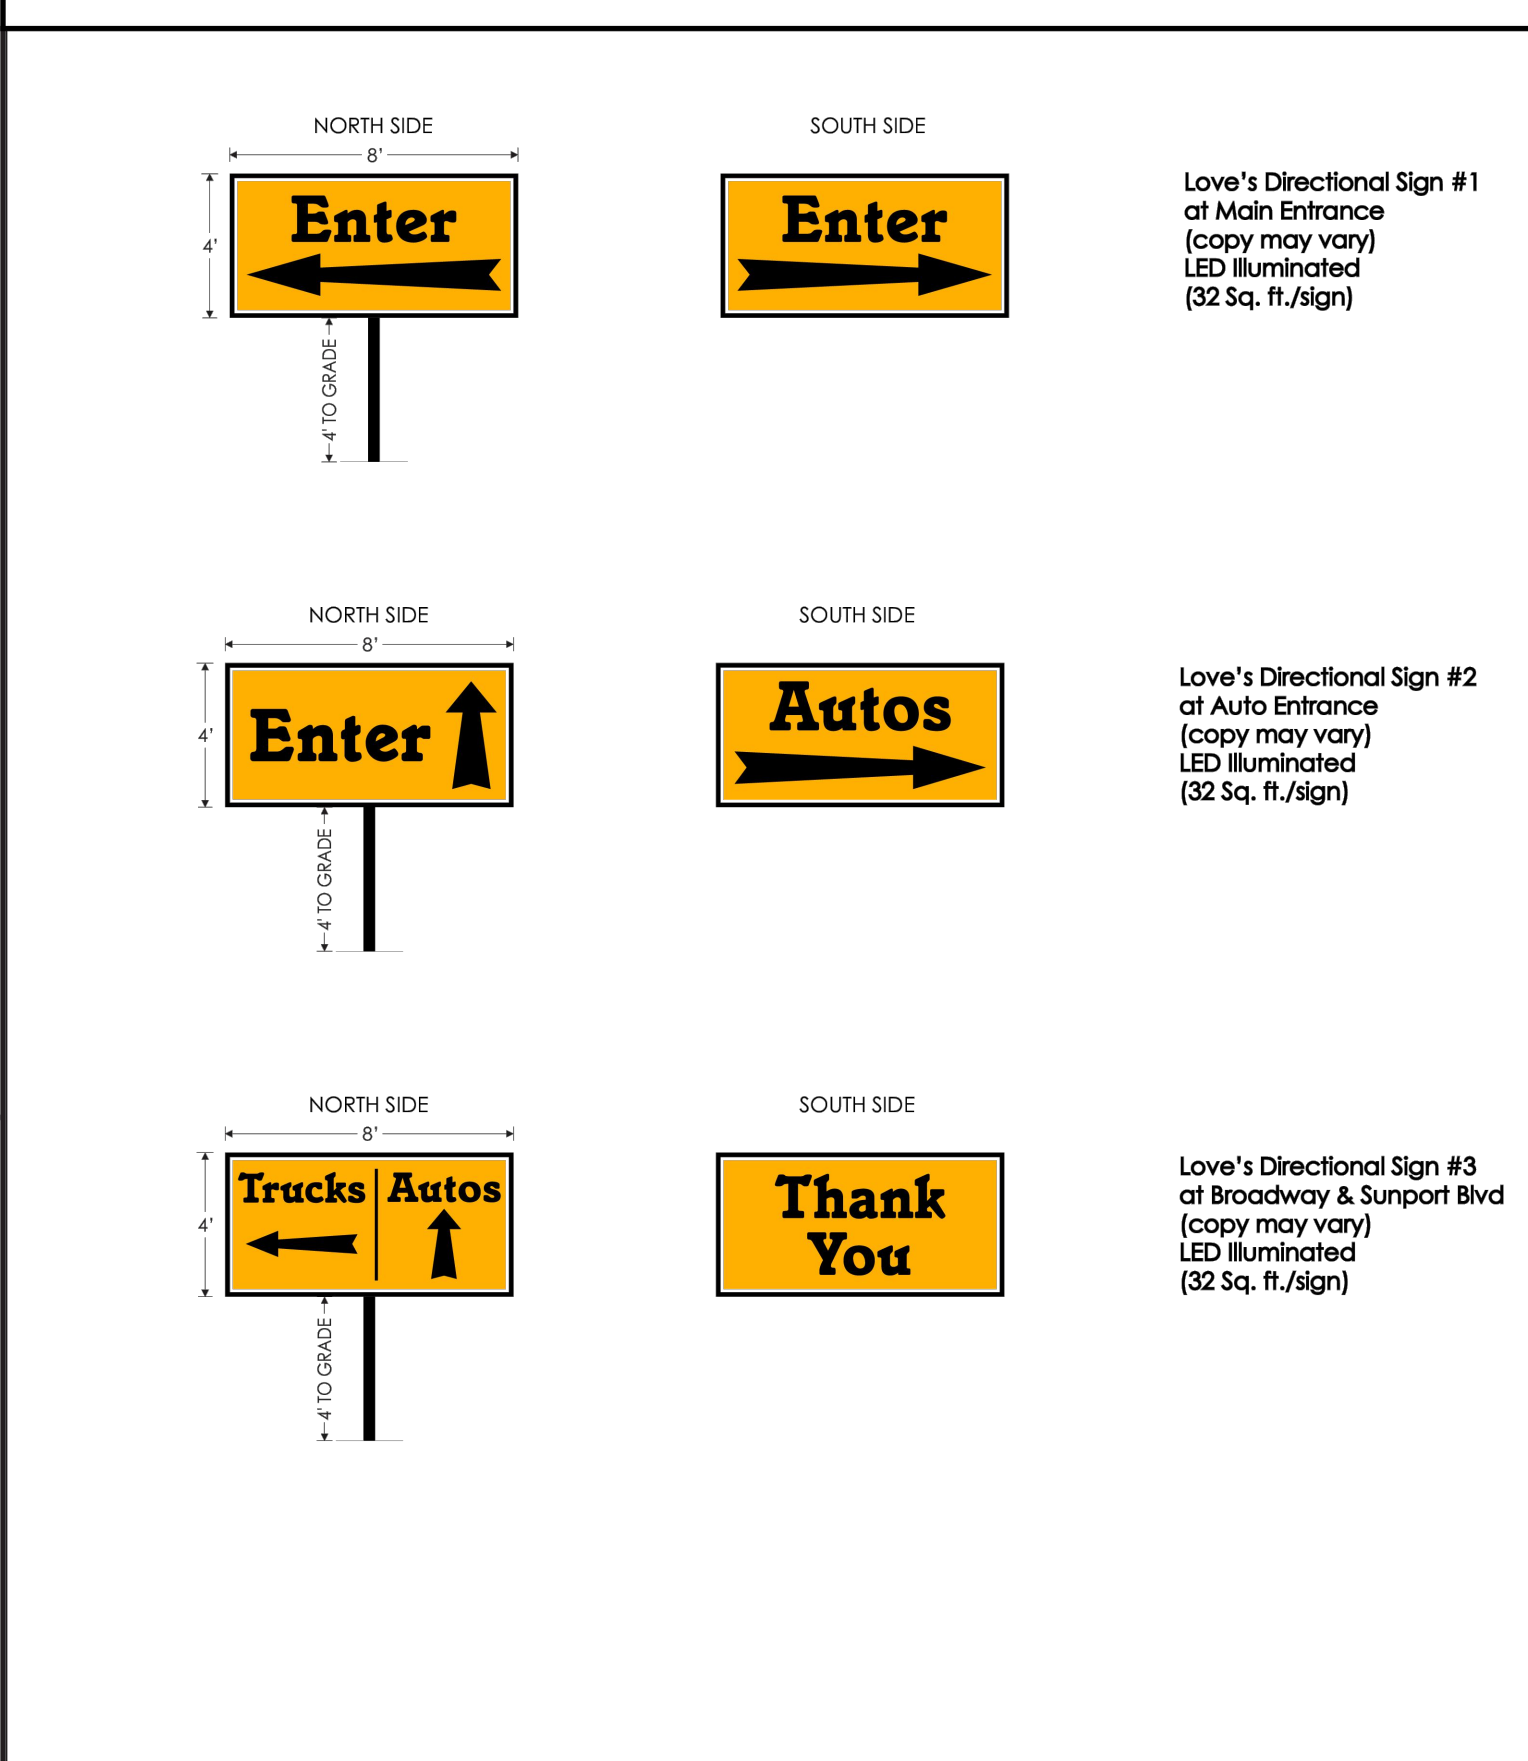 NORTH SIDE
8’
4’
Enter
4' TO GRADE
SOUTH SIDE
Enter
Love’s Directional Sign #1
at Main Entrance
(copy may vary)
LED Illuminated
(32 Sq. ft./sign)
NORTH SIDE
8’
4’
Enter
4' TO GRADE
SOUTH SIDE
Autos
Love’s Directional Sign #2
at Auto Entrance
(copy may vary)
LED Illuminated
(32 Sq. ft./sign)
NORTH SIDE
8’
4’
Trucks
Autos
4' TO GRADE
SOUTH SIDE
Thank
You
Love’s Directional Sign #3
at Broadway & Sunport Blvd
(copy may vary)
LED Illuminated
(32 Sq. ft./sign)